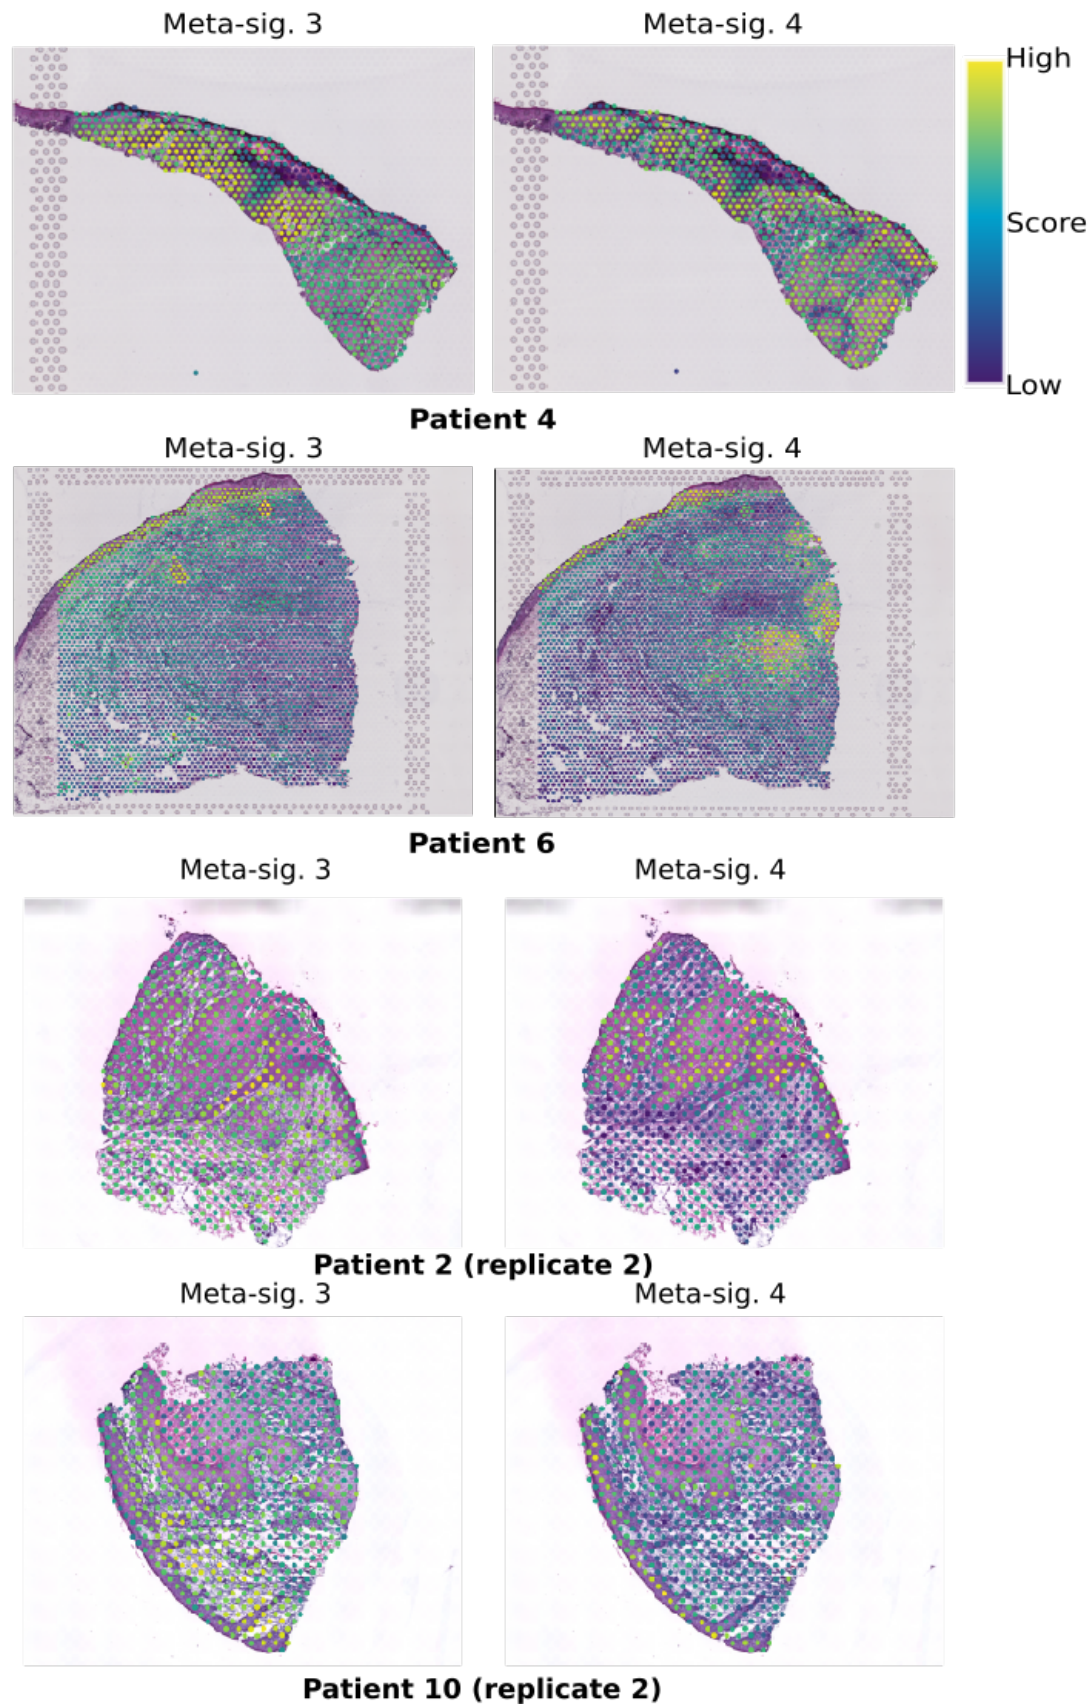 Meta-sig. 3 Meta-sig. 4
High
Score
Low
Patient 4
Meta-sig. 3 Meta-sig. 4
Patient 6
Meta-sig. 3 Meta-sig. 4
Patient 2 (replicate 2)
Meta-sig. 3 Meta-sig. 4
Patient 10 (replicate 2)